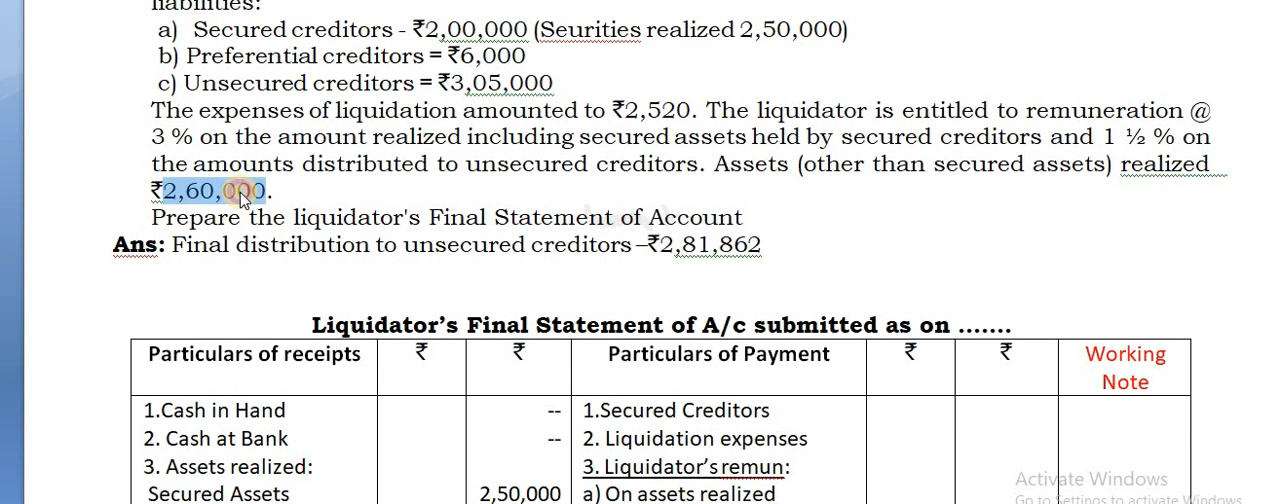 liabilities:
a) Secured creditors - ₹2,00,000 (Seurities realized 2,50,000)
b) Preferential creditors = ₹6,000
c) Unsecured creditors = ₹3,05,000
The expenses of liquidation amounted to ₹2,520. The liquidator is entitled to remuneration @
3 % on the amount realized including secured assets held by secured creditors and 1 ½ % on
the amounts distributed to unsecured creditors. Assets (other than secured assets) realized
₹2,60,000.
Prepare the liquidator's Final Statement of Account
Ans: Final distribution to unsecured creditors –₹2,81,862
Liquidator's Final Statement of A/c submitted as on .......
Particulars of receipts ₹ ₹ Particulars of Payment ₹ ₹ Working
Note
1.Cash in Hand -- 1.Secured Creditors
2. Cash at Bank -- 2. Liquidation expenses
3. Assets realized: 3. Liquidator's remun:
Secured Assets 2,50,000 a) On assets realized
Activate Windows
Go to Settings to activate Windows